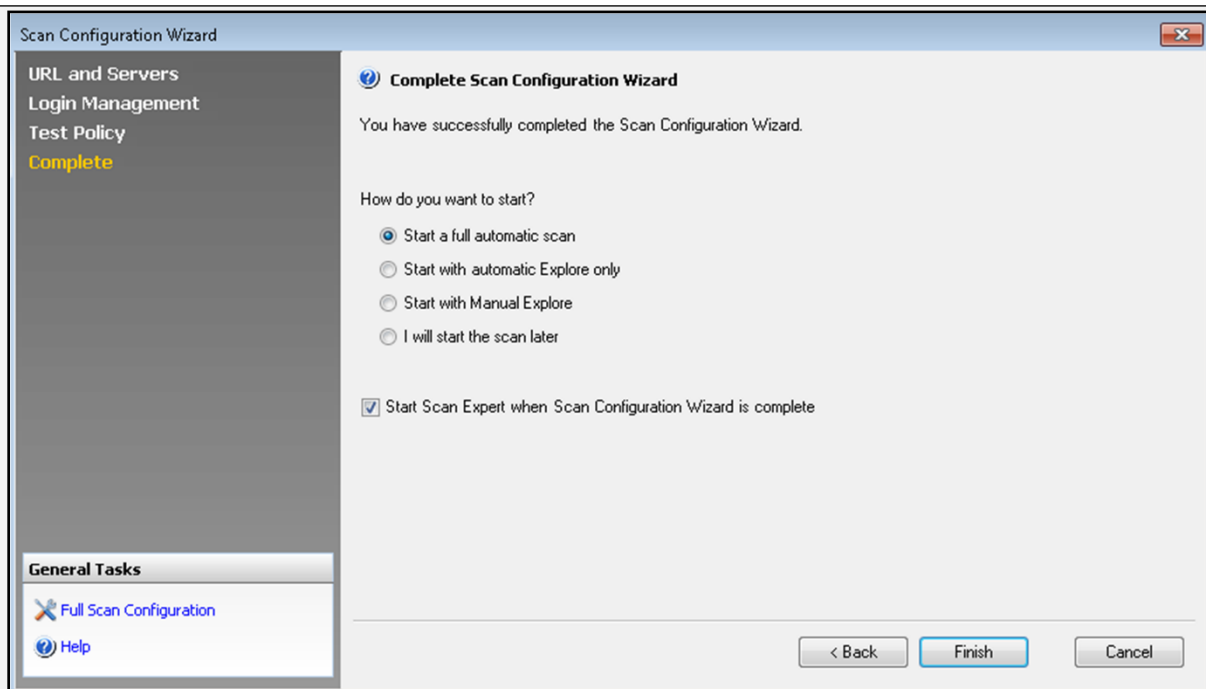 Scan Configuration Wizard
URL and Servers
Login Management
Test Policy
Complete
General Tasks
Full Scan Configuration
Help
Complete Scan Configuration Wizard
You have successfully completed the Scan Configuration Wizard.
How do you want to start?
Start a full automatic scan
Start with automatic Explore only
Start with Manual Explore
I will start the scan later
Start Scan Expert when Scan Configuration Wizard is complete
< Back
Finish
Cancel